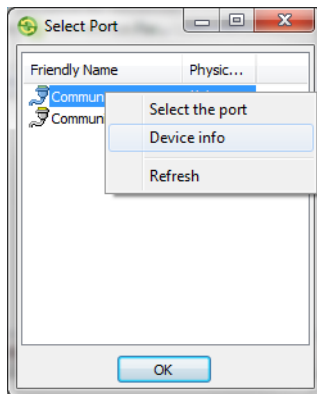 Select Port
Friendly Name Physic...
Commun
Select the port
Commun
Device info
Refresh
OK